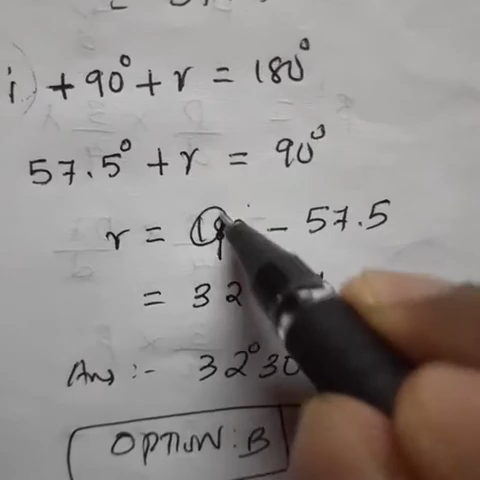 i) + 90° + r = 180°
57.5° + r = 90°
r = - 57.5
= 32
Ans :- 32°30
OPTION: B